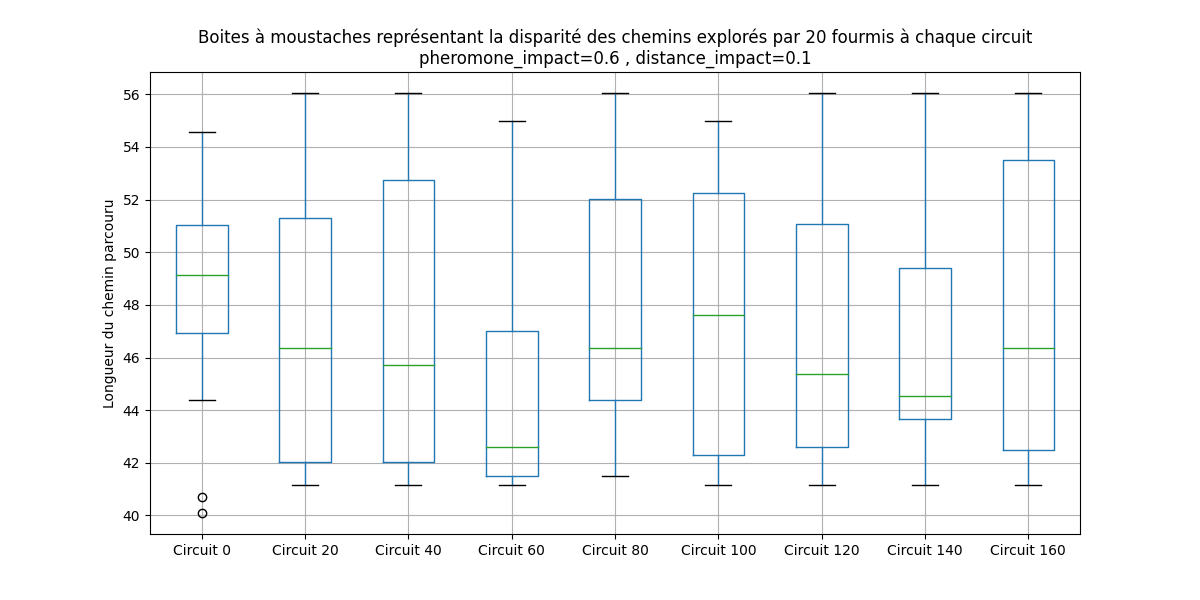 Boites à moustaches représentant la disparité des chemins explorés par 20 fourmis à chaque circuit
pheromone_impact=0.6 , distance_impact=0.1
Longueur du chemin parcouru
56
54
52
50
48
46
44
42
40
Circuit 0 Circuit 20 Circuit 40 Circuit 60 Circuit 80 Circuit 100 Circuit 120 Circuit 140 Circuit 160